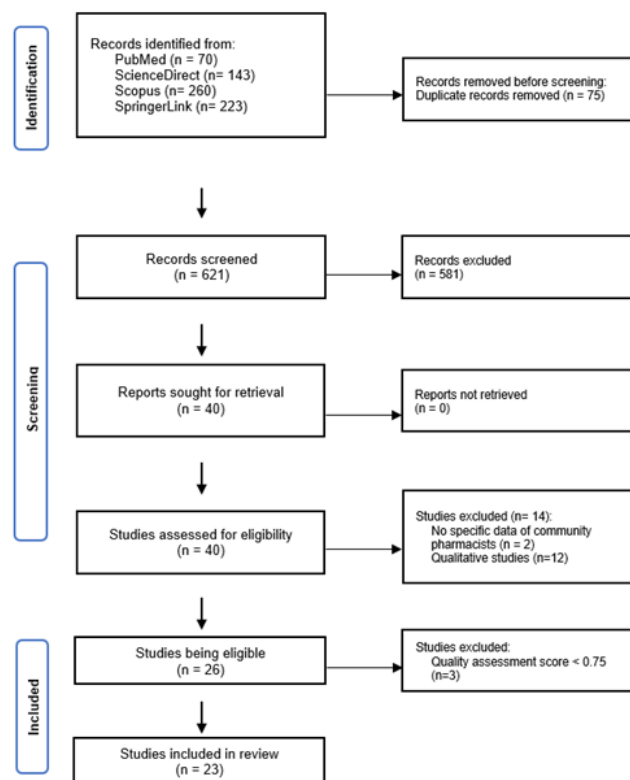 Identification
Records identified from:
PubMed (n = 70)
ScienceDirect (n= 143)
Scopus (n= 260)
SpringerLink (n= 223)
Records removed before screening:
Duplicate records removed (n = 75)
Screening
Records screened
(n = 621)
Records excluded
(n = 581)
Reports sought for retrieval
(n = 40)
Reports not retrieved
(n = 0)
Studies assessed for eligibility
(n = 40)
Studies excluded (n= 14):
No specific data of community
pharmacists (n = 2)
Qualitative studies (n=12)
Included
Studies being eligible
(n = 26)
Studies excluded:
Quality assessment score < 0.75
(n=3)
Studies included in review
(n = 23)